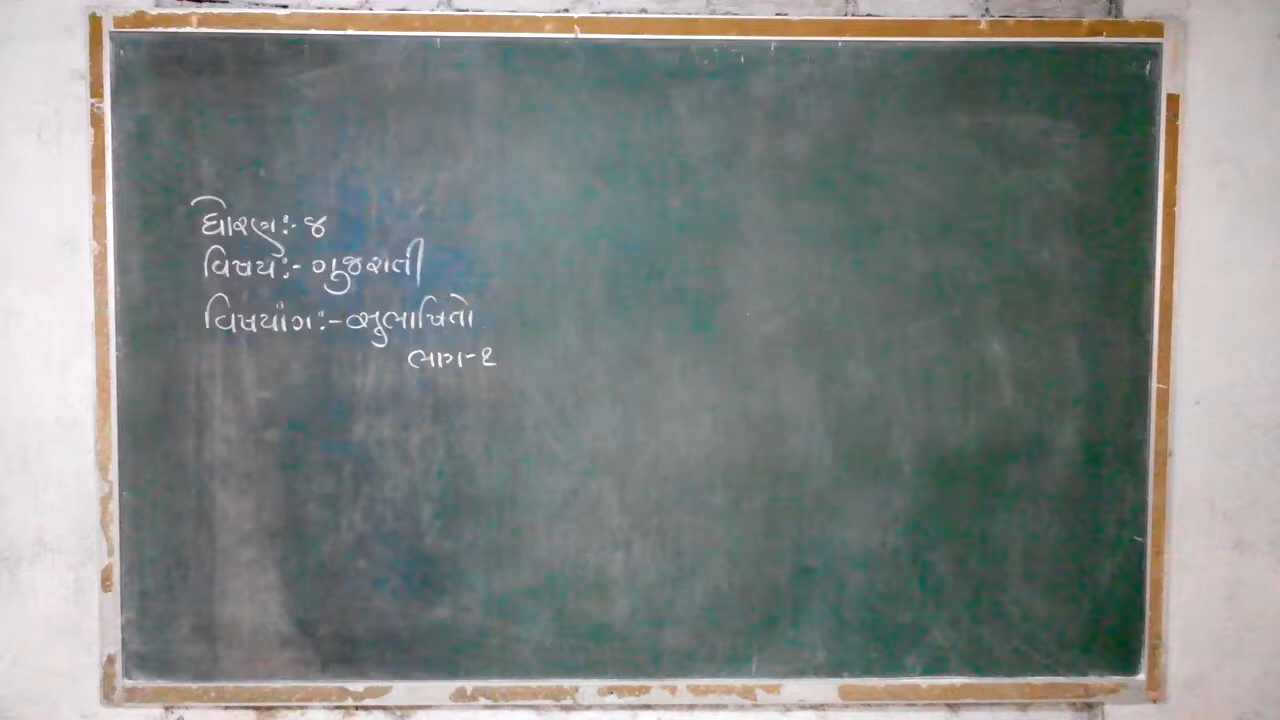 ધોરણ:- ૪
વિષય:- ગુજરાતી
વિષયાંગ:- સુભાષિતો
ભાગ-૨